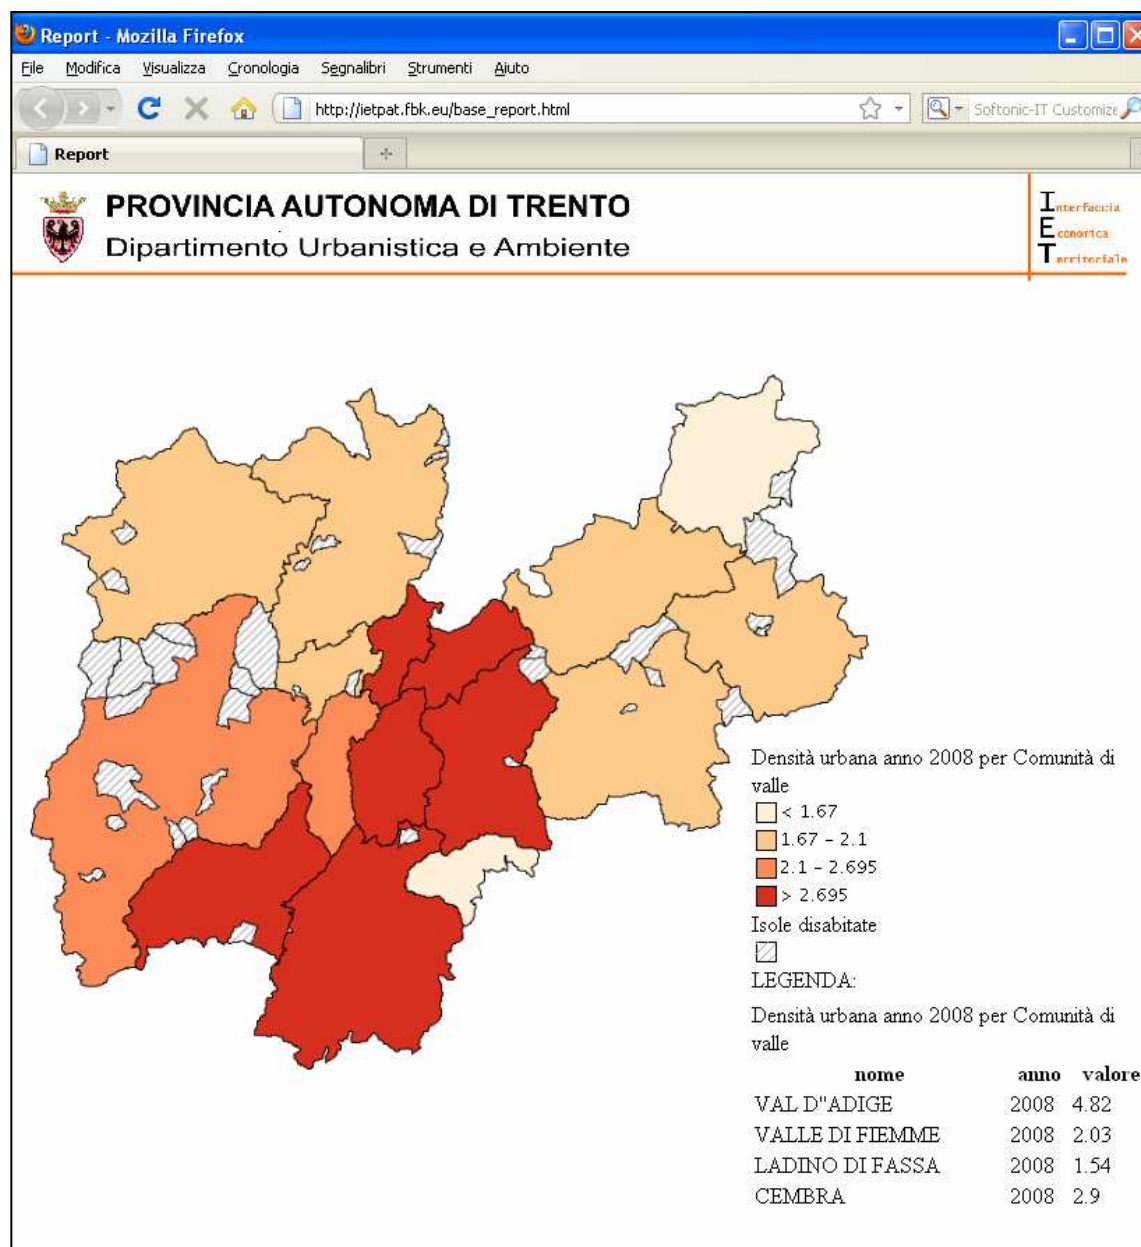 Report - Mozilla Firefox
File Modifica Visualizza Cronologia Segnalibri Strumenti Aiuto
http://ietpat.fbk.eu/base_report.html
Softonic-IT Customize
Report
PROVINCIA AUTONOMA DI TRENTO
Dipartimento Urbanistica e Ambiente
Interfaccia
Economica
Territoriale
Densità urbana anno 2008 per Comunità di
valle
< 1.67
1.67 - 2.1
2.1 - 2.695
> 2.695
Isole disabitate
LEGENDA:
Densità urbana anno 2008 per Comunità di
valle
nome anno valore
VAL D"ADIGE 2008 4.82
VALLE DI FIEMME 2008 2.03
LADINO DI FASSA 2008 1.54
CEMBRA 2008 2.9